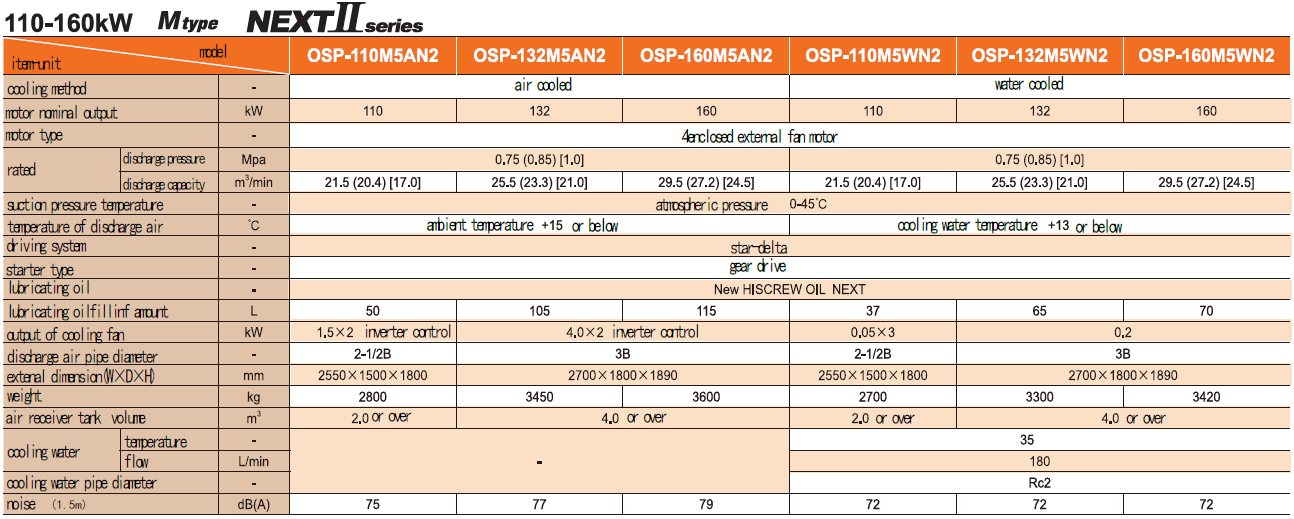 110-160kW Mtype NEXTII series
item·unit model OSP-110M5AN2 OSP-132M5AN2 OSP-160M5AN2 OSP-110M5WN2 OSP-132M5WN2 OSP-160M5WN2
cooling method - air cooled water cooled
motor nominal output kW 110 132 160 110 132 160
motor type - 4enclosed external fan motor
rated discharge pressure Mpa 0.75 (0.85) [1.0] 0.75 (0.85) [1.0]
discharge capacity m³/min 21.5 (20.4) [17.0] 25.5 (23.3) [21.0] 29.5 (27.2) [24.5] 21.5 (20.4) [17.0] 25.5 (23.3) [21.0] 29.5 (27.2) [24.5]
suction pressure temperature - atmospheric pressure 0-45℃
temperature of discharge air ℃ ambient temperature +15 or below cooling water temperature +13 or below
driving system - star-delta
starter type - gear drive
lubricating oil - New HISCREW OIL NEXT
lubricating oilfillinf amount L 50 105 115 37 65 70
output of cooling fan kW 1.5×2 inverter control 4.0×2 inverter control 0.05×3 0.2
discharge air pipe diameter - 2-1/2B 3B 2-1/2B 3B
extenal dimension(W×D×H) mm 2550×1500×1800 2700×1800×1890 2550×1500×1800 2700×1800×1890
weight kg 2800 3450 3600 2700 3300 3420
air receiver tank volume m³ 2.0 or over 4.0 or over 2.0 or over 4.0 or over
cooling water temperature - - 35
flow L/min 180
cooling water pipe diameter - Rc2
noise (1.5m) dB(A) 75 77 79 72 72 72